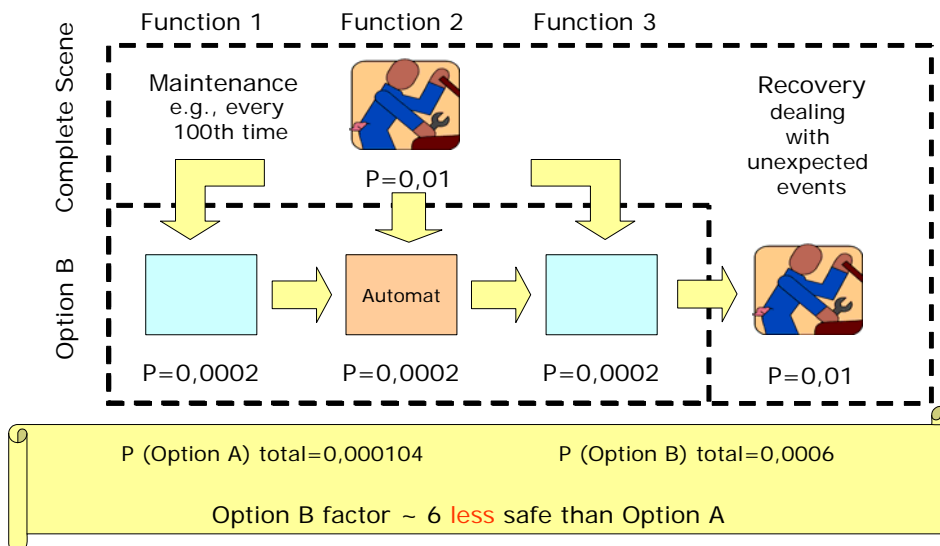 Function 1
Function 2
Function 3
Complete Scene
Maintenance
e.g., every
100th time
P=0,01
Recovery
dealing
with
unexpected
events
Option B
Automat
P=0,0002
P=0,0002
P=0,0002
P=0,01
P (Option A) total=0,000104
P (Option B) total=0,0006
Option B factor ~ 6 less safe than Option A